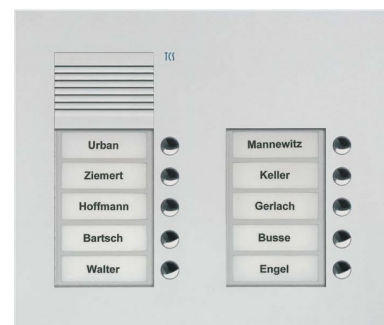 TCS
Urban
Ziemert
Hoffmann
Bartsch
Walter
Mannewitz
Keller
Gerlach
Busse
Engel